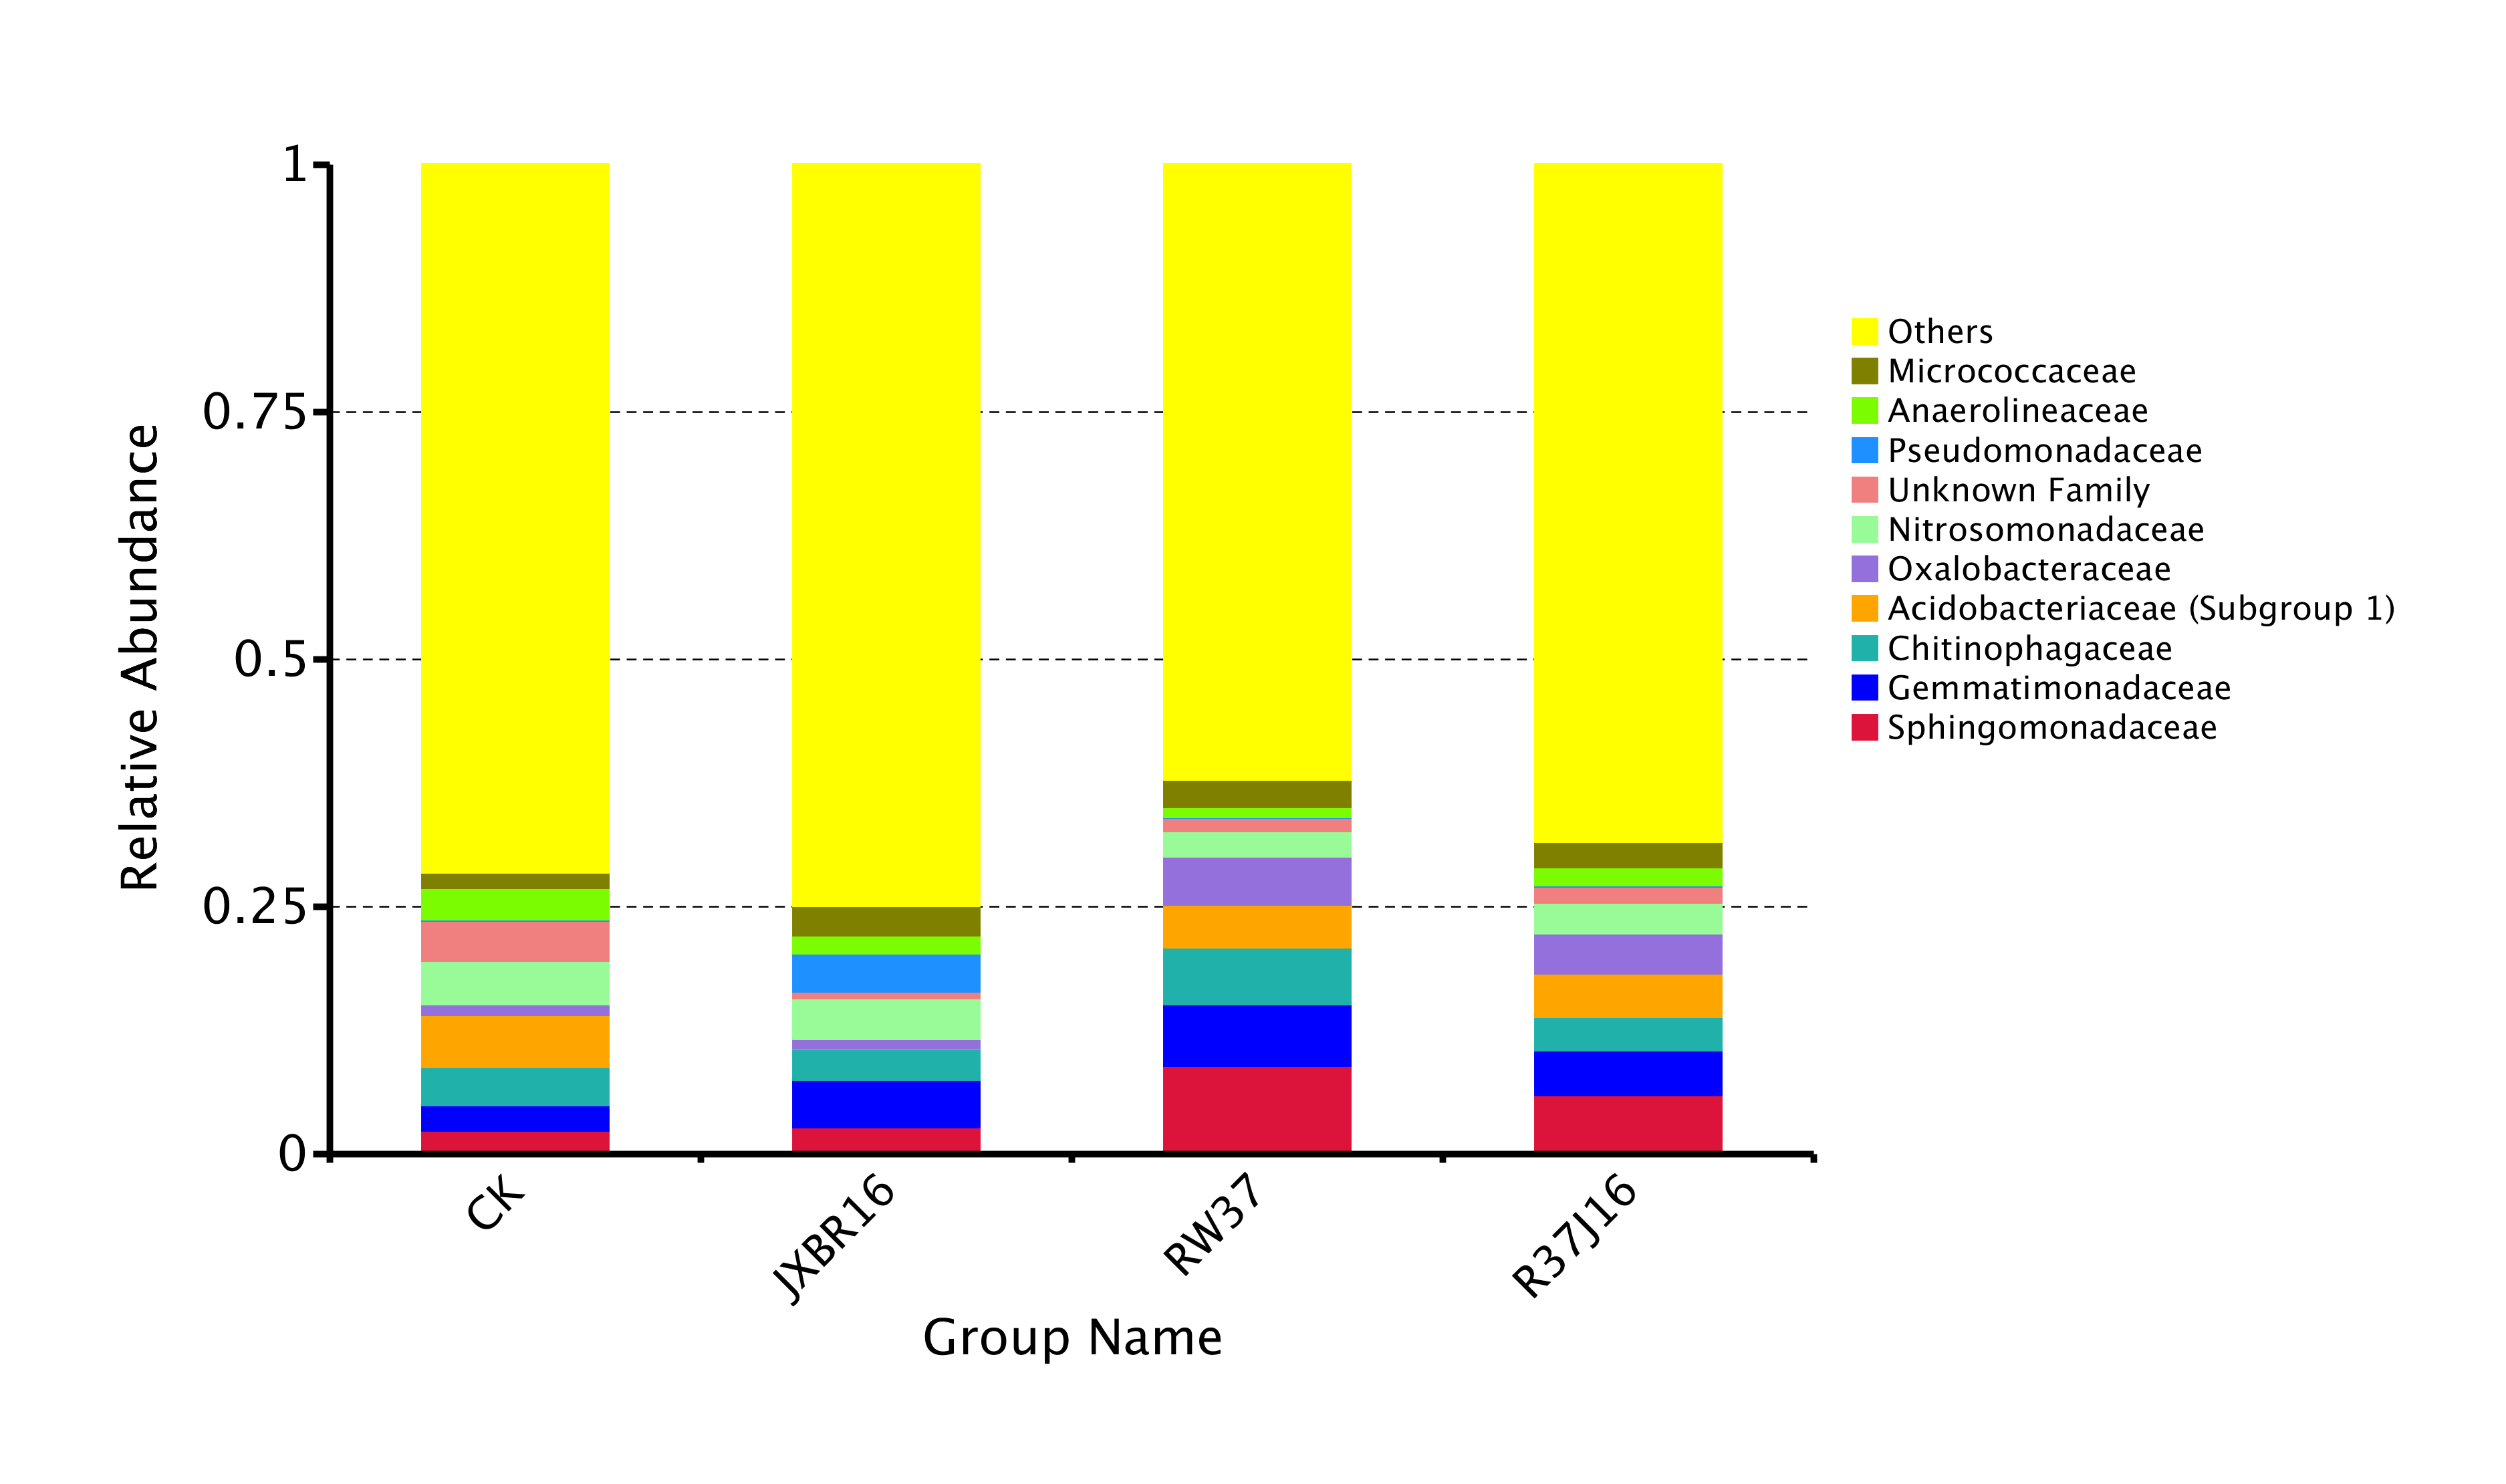 1
0.75
0.5
0.25
0
Relative Abundance
CK
JXBR16
RW37
R37J16
Group Name
Others
Micrococcaceae
Anaerolineaceae
Pseudomonadaceae
Unknown Family
Nitrosomonadaceae
Oxalobacteraceae
Acidobacteriaceae (Subgroup 1)
Chitinophagaceae
Gemmatimonadaceae
Sphingomonadaceae